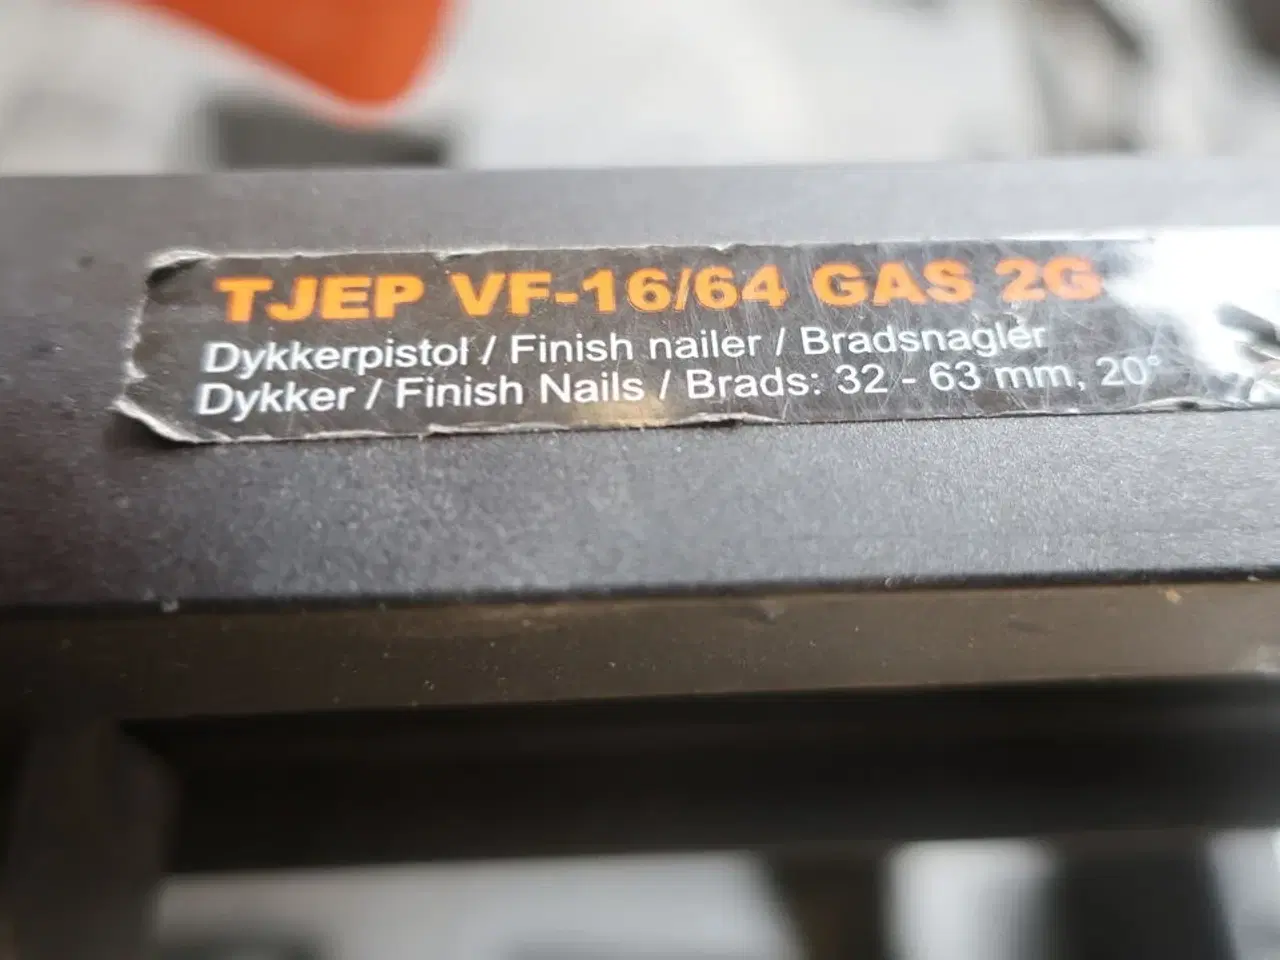 TJEP VF-16/64 GAS 2G
Dykkerpistol / Finish nailer / Bradsnagler
Dykker / Finish Nails / Brads: 32 - 63 mm, 20°